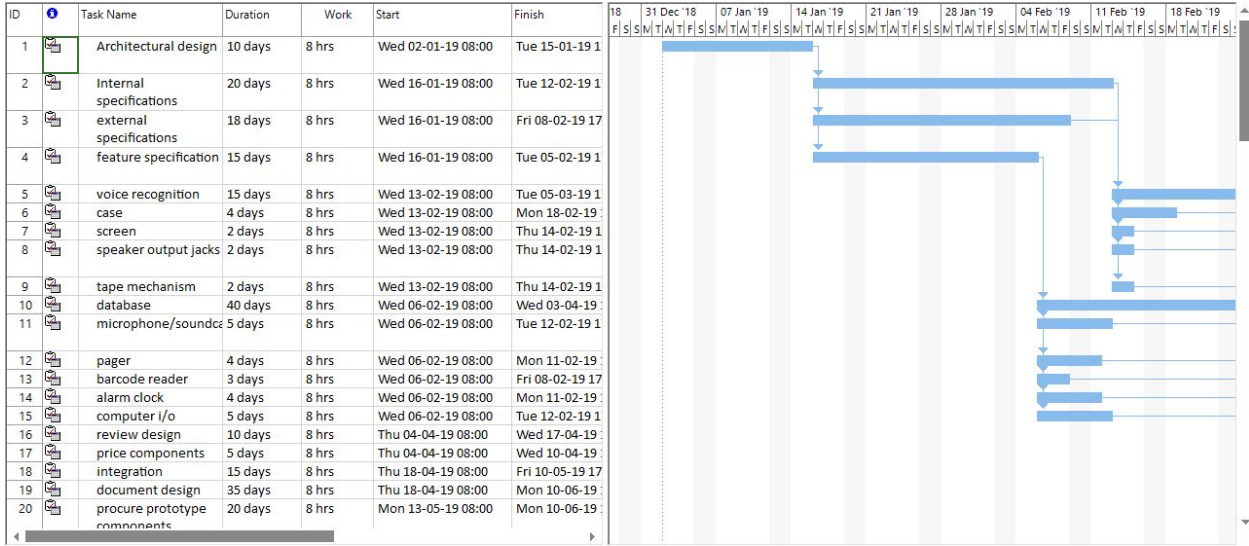 ID Task Name Duration Work Start Finish
18 31 Dec '18 07 Jan '19 14 Jan '19 21 Jan '19 28 Jan '19 04 Feb '19 11 Feb '19 18 Feb '19
F S S M T W T F S S M T W T F S S M T W T F S S M T W T F S S M T W T F S S M T W T F S S M T W T F S S M T W T F S S
1 Architectural design 10 days 8 hrs Wed 02-01-19 08:00 Tue 15-01-19 1
2 Internal 20 days 8 hrs Wed 16-01-19 08:00 Tue 12-02-19 1
specifications
3 external 18 days 8 hrs Wed 16-01-19 08:00 Fri 08-02-19 17
specifications
4 feature specification 15 days 8 hrs Wed 16-01-19 08:00 Tue 05-02-19 1
5 voice recognition 15 days 8 hrs Wed 13-02-19 08:00 Tue 05-03-19 1
6 case 4 days 8 hrs Wed 13-02-19 08:00 Mon 18-02-19
7 screen 2 days 8 hrs Wed 13-02-19 08:00 Thu 14-02-19 1
8 speaker output jacks 2 days 8 hrs Wed 13-02-19 08:00 Thu 14-02-19 1
9 tape mechanism 2 days 8 hrs Wed 13-02-19 08:00 Thu 14-02-19 1
10 database 40 days 8 hrs Wed 06-02-19 08:00 Wed 03-04-19
11 microphone/soundca 5 days 8 hrs Wed 06-02-19 08:00 Tue 12-02-19 1
12 pager 4 days 8 hrs Wed 06-02-19 08:00 Mon 11-02-19
13 barcode reader 3 days 8 hrs Wed 06-02-19 08:00 Fri 08-02-19 17
14 alarm clock 4 days 8 hrs Wed 06-02-19 08:00 Mon 11-02-19
15 computer i/o 5 days 8 hrs Wed 06-02-19 08:00 Tue 12-02-19 1
16 review design 10 days 8 hrs Thu 04-04-19 08:00 Wed 17-04-19
17 price components 5 days 8 hrs Thu 04-04-19 08:00 Wed 10-04-19
18 integration 15 days 8 hrs Thu 18-04-19 08:00 Fri 10-05-19 17
19 document design 35 days 8 hrs Thu 18-04-19 08:00 Mon 10-06-19
20 procure prototype 20 days 8 hrs Mon 13-05-19 08:00 Mon 10-06-19
components